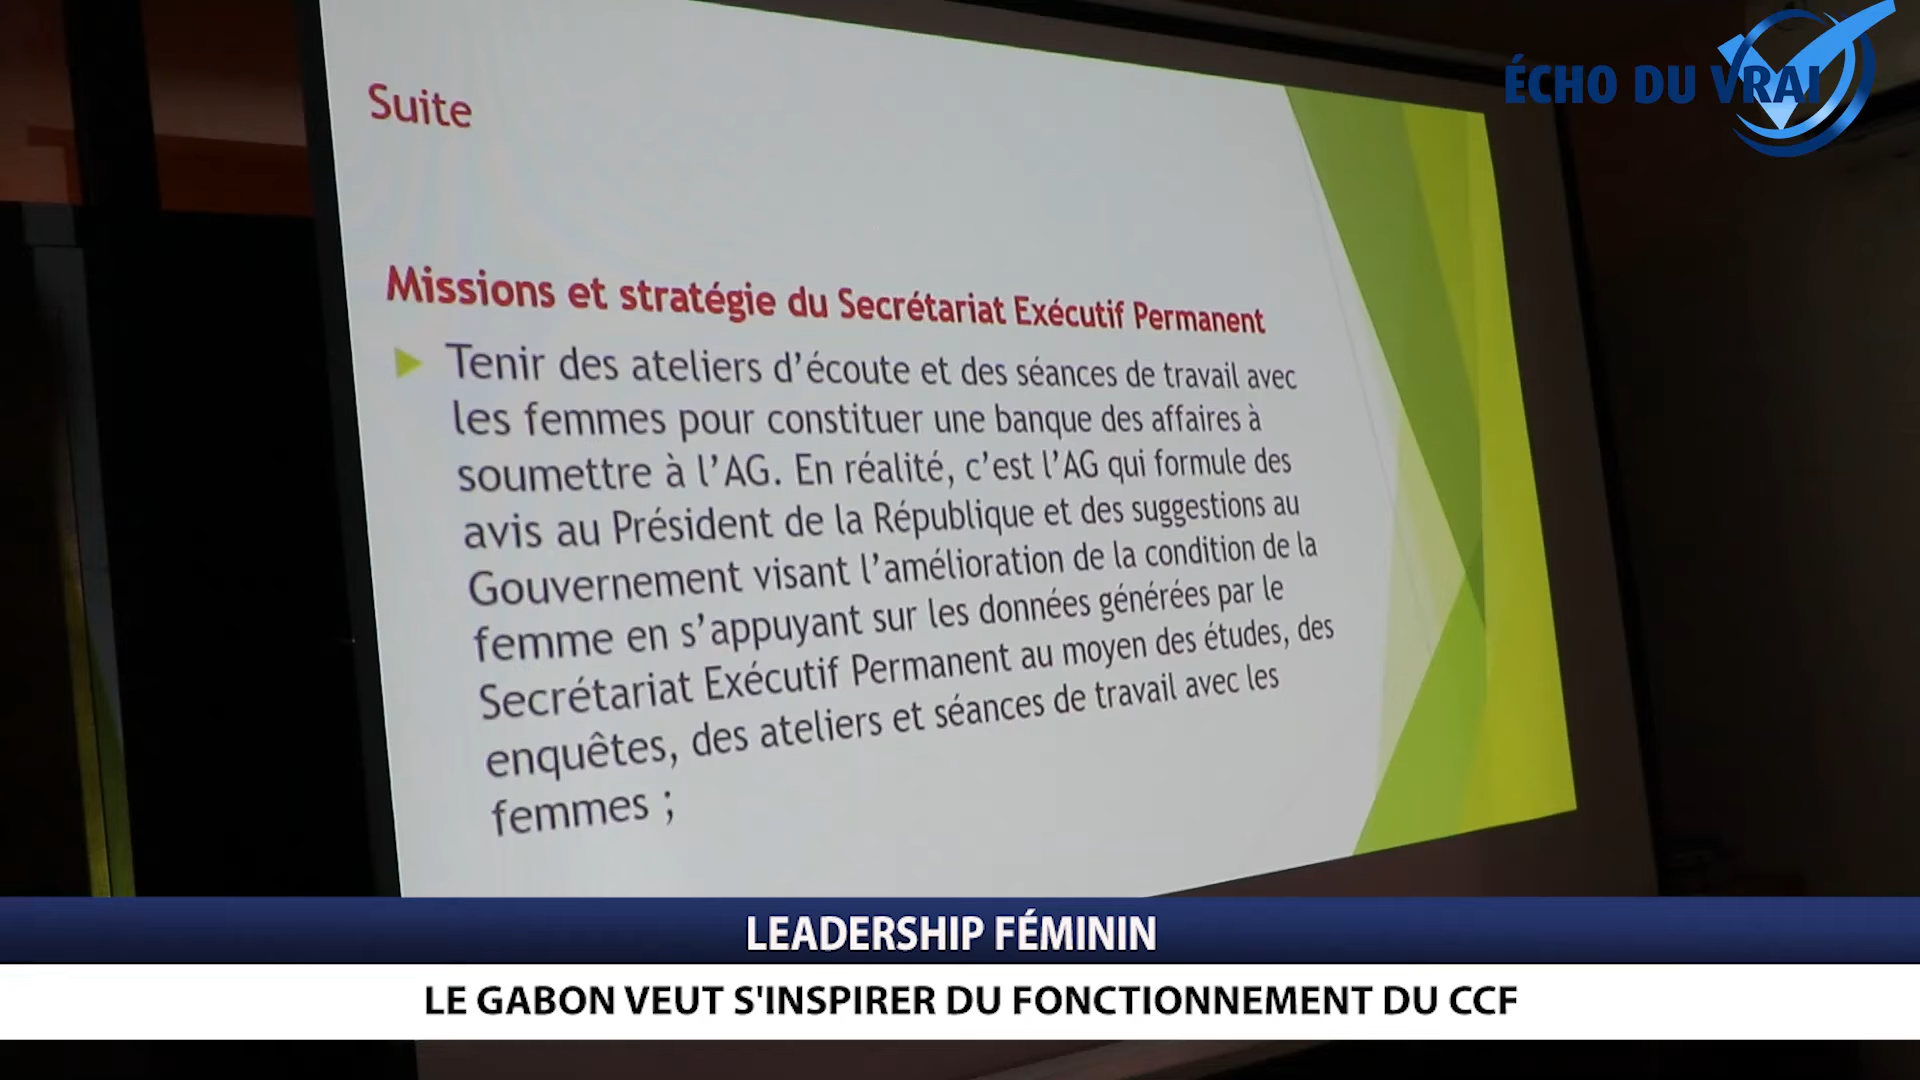 ÉCHO DU VRAI
Suite
Missions et stratégie du Secrétariat Exécutif Permanent
Tenir des ateliers d’écoute et des séances de travail avec
les femmes pour constituer une banque des affaires à
soumettre à l’AG. En réalité, c’est l’AG qui formule des
avis au Président de la République et des suggestions au
Gouvernement visant l’amélioration de la condition de la
femme en s’appuyant sur les données générées par le
Secrétariat Exécutif Permanent au moyen des études, des
enquêtes, des ateliers et séances de travail avec les
femmes ;
LEADERSHIP FÉMININ
LE GABON VEUT S'INSPIRER DU FONCTIONNEMENT DU CCF